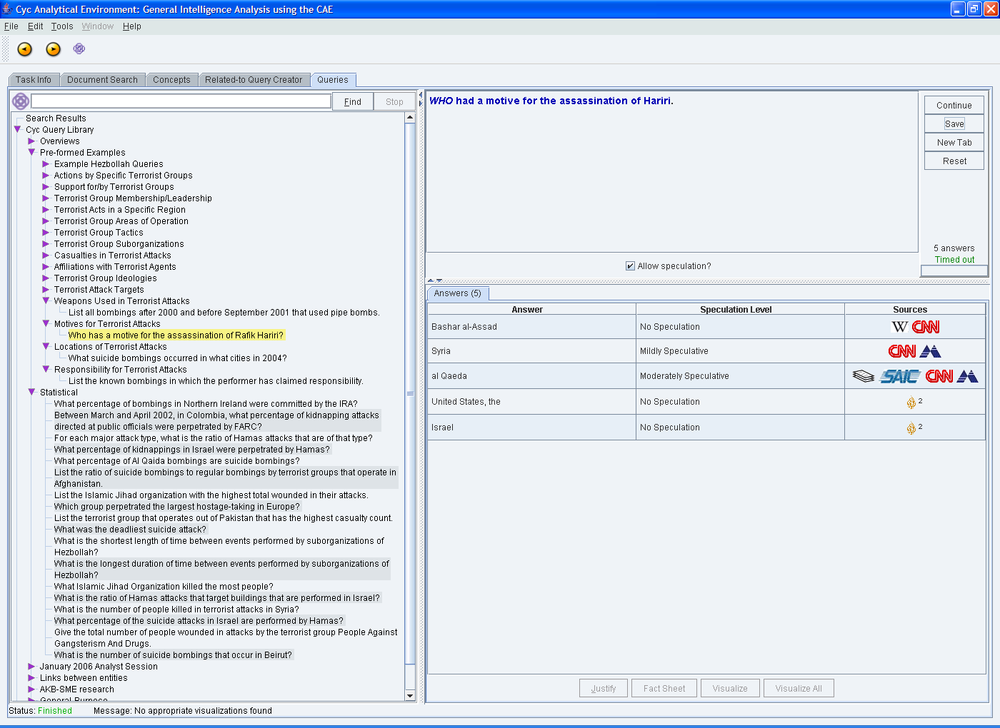 Cyc Analytical Environment: General Intelligence Analysis using the CAE
File Edit Tools Window Help
Task Info Document Search Concepts Related-to Query Creator Queries
Find Stop
Search Results
Cyc Query Library
Overviews
Pre-formed Examples
Example Hezbollah Queries
Actions by Specific Terrorist Groups
Support for/by Terrorist Groups
Terrorist Group Membership/Leadership
Terrorist Acts in a Specific Region
Terrorist Group Areas of Operation
Terrorist Group Tactics
Terrorist Group Suborganizations
Casualties in Terrorist Attacks
Affiliations with Terrorist Agents
Terrorist Group Ideologies
Terrorist Attack Targets
Weapons Used in Terrorist Attacks
List all bombings after 2000 and before September 2001 that used pipe bombs.
Motives for Terrorist Attacks
Who has a motive for the assassination of Rafik Hariri?
Locations of Terrorist Attacks
What suicide bombings occurred in what cities in 2004?
Responsibility for Terrorist Attacks
List the known bombings in which the performer has claimed responsibility.
Statistical
What percentage of bombings in Northern Ireland were committed by the IRA?
Between March and April 2002, in Colombia, what percentage of kidnapping attacks
directed at public officials were perpetrated by FARC?
For each major attack type, what is the ratio of Hamas attacks that are of that type?
What percentage of kidnappings in Israel were perpetrated by Hamas?
What percentage of Al Qaida bombings are suicide bombings?
List the ratio of suicide bombings to regular bombings by terrorist groups that operate in
Afghanistan.
List the Islamic Jihad organization with the highest total wounded in their attacks.
Which group perpetrated the largest hostage-taking in Europe?
List the terrorist group that operates out of Pakistan that has the highest casualty count.
What was the deadliest suicide attack?
What is the shortest length of time between events performed by suborganizations of
Hezbollah?
What is the longest duration of time between events performed by suborganizations of
Hezbollah?
What Islamic Jihad Organization killed the most people?
What is the ratio of Hamas attacks that target buildings that are performed in Israel?
What is the number of people killed in terrorist attacks in Syria?
What percentage of the suicide attacks in Israel are performed by Hamas?
Give the total number of people wounded in attacks by the terrorist group People Against
Gangsterism And Drugs.
What is the number of suicide bombings that occur in Beirut?
January 2006 Analyst Session
Links between entities
AKB-SME research
General Purpose
WHO had a motive for the assassination of Hariri.
Continue
Save
New Tab
Reset
5 answers
Timed out
Allow speculation?
Answers (5)
Answer Speculation Level Sources
Bashar al-Assad No Speculation W CNN
Syria Mildly Speculative CNN
al Qaeda Moderately Speculative SAIC CNN
United States, the No Speculation 2
Israel No Speculation 2
Justify Fact Sheet Visualize Visualize All
Status: Finished Message: No appropriate visualizations found